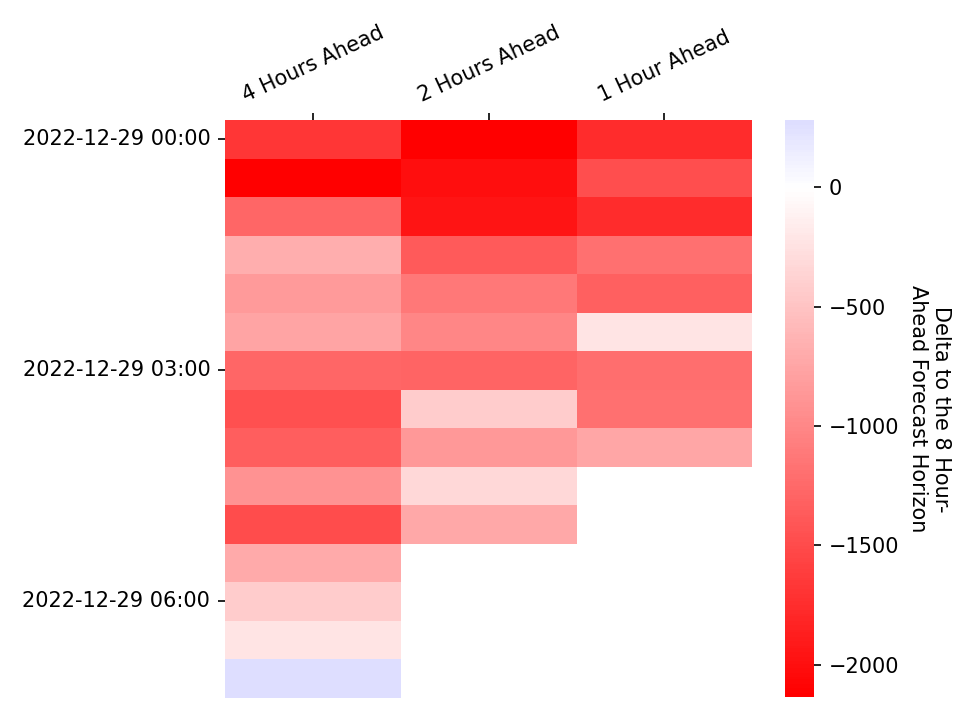 4 Hours Ahead
2 Hours Ahead
1 Hour Ahead
2022-12-29 00:00
2022-12-29 03:00
2022-12-29 06:00
0
−500
−1000
−1500
−2000
Delta to the 8 Hour-
Ahead Forecast Horizon